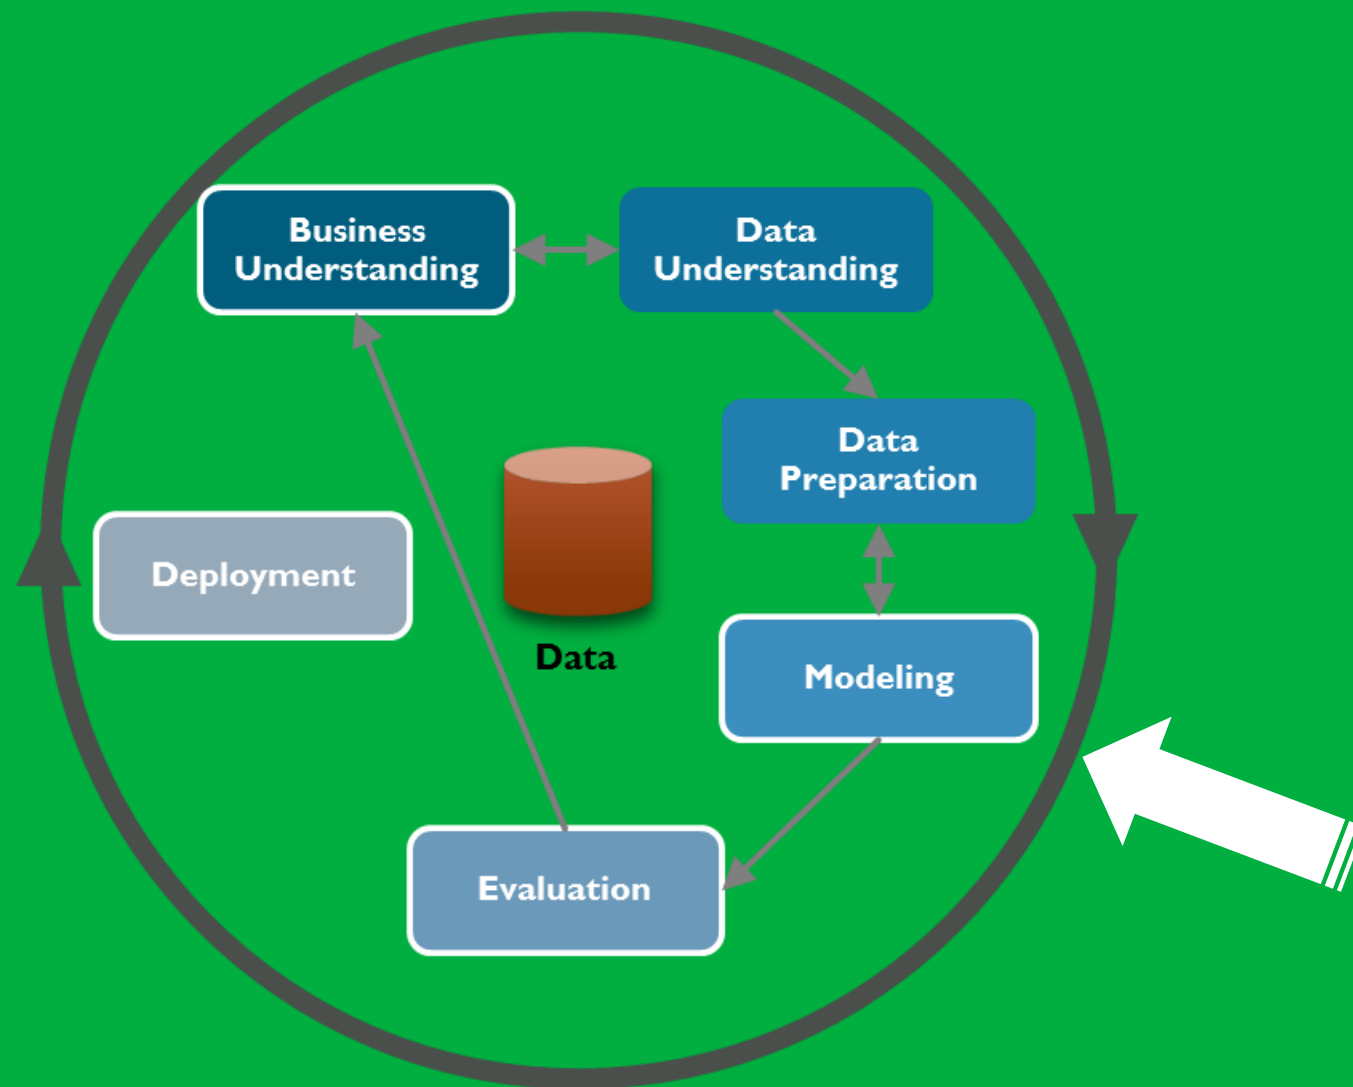 Business
Understanding
Data
Understanding
Data
Preparation
Deployment
Data
Modeling
Evaluation